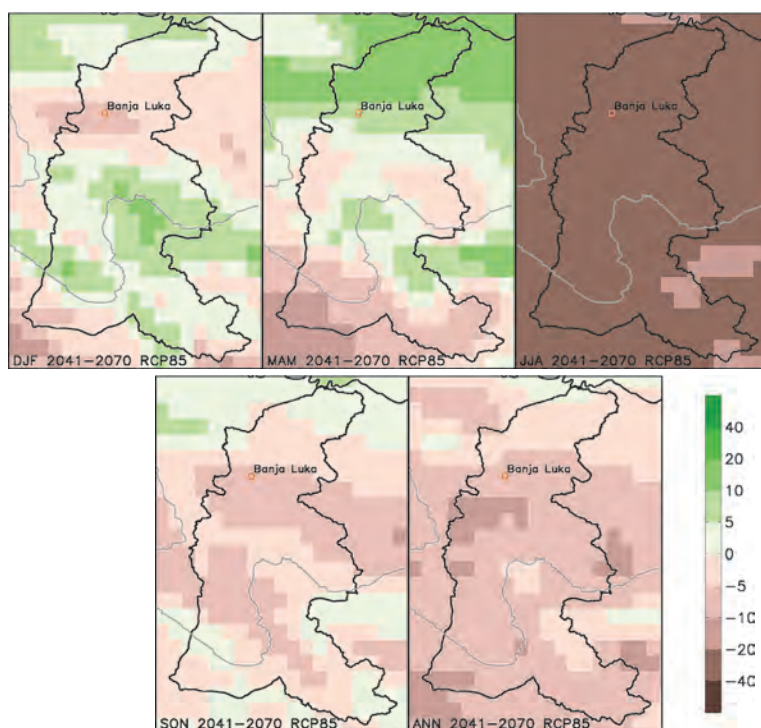 Banja Luka
Banja Luka
Banja Luka
DJF 2041-2070 RCP85
MAM 2041-2070 RCP85
JJA 2041-2070 RCP85
Banja Luka
Banja Luka
40
20
10
5
0
-5
-10
-20
-40
SON 2041-2070 RCP85
ANN 2041-2070 RCP85